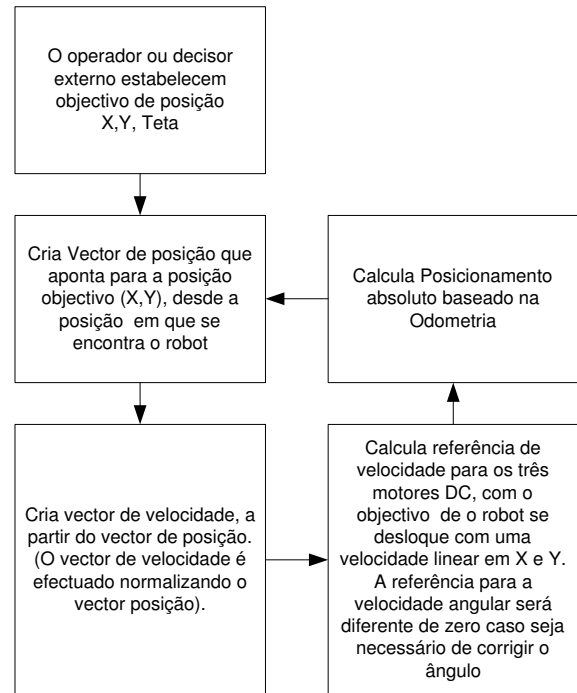 O operador ou decisor
externo estabelecem
objectivo de posição
X,Y, Teta
Cria Vector de posição que
aponta para a posição
objectivo (X,Y), desde a
posição em que se
encontra o robot
Calcula Posicionamento
absoluto baseado na
Odometria
Cria vector de velocidade, a
partir do vector de posição.
(O vector de velocidade é
efectuado normalizando o
vector posição).
Calcula referência de
velocidade para os três
motores DC, com o
objectivo de o robot se
desloque com uma
velocidade linear em X e Y.
A referência para a
velocidade angular será
diferente de zero caso seja
necessário de corrigir o
ângulo